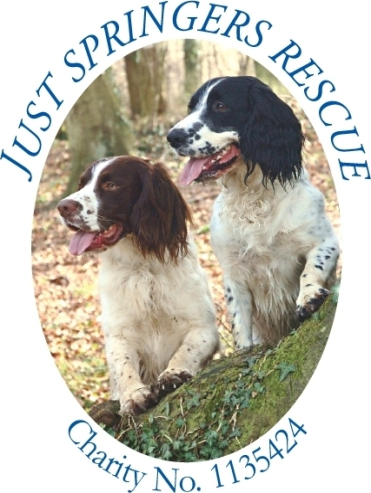 JUST SPRINGERS RESCUE
Charity No. 1135424